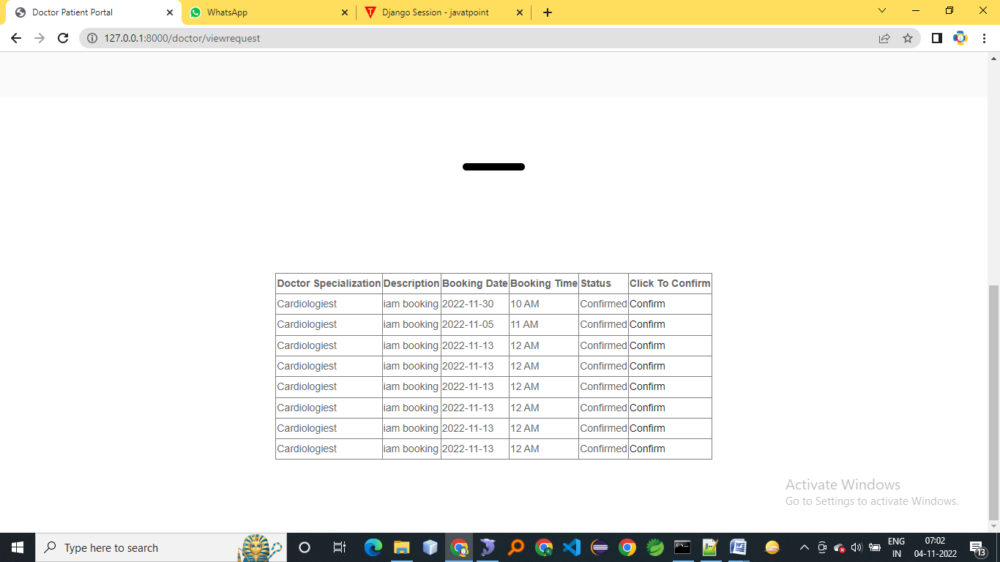 Doctor Patient Portal WhatsApp Django Session - javatpoint
127.0.0.1:8000/doctor/viewrequest
Doctor Specialization Description Booking Date Booking Time Status Click To Confirm
Cardiologiest iam booking 2022-11-30 10 AM Confirmed Confirm
Cardiologiest iam booking 2022-11-05 11 AM Confirmed Confirm
Cardiologiest iam booking 2022-11-13 12 AM Confirmed Confirm
Cardiologiest iam booking 2022-11-13 12 AM Confirmed Confirm
Cardiologiest iam booking 2022-11-13 12 AM Confirmed Confirm
Cardiologiest iam booking 2022-11-13 12 AM Confirmed Confirm
Cardiologiest iam booking 2022-11-13 12 AM Confirmed Confirm
Cardiologiest iam booking 2022-11-13 12 AM Confirmed Confirm
Activate Windows
Go to Settings to activate Windows.
Type here to search
ENG 07:02
IN 04-11-2022 13